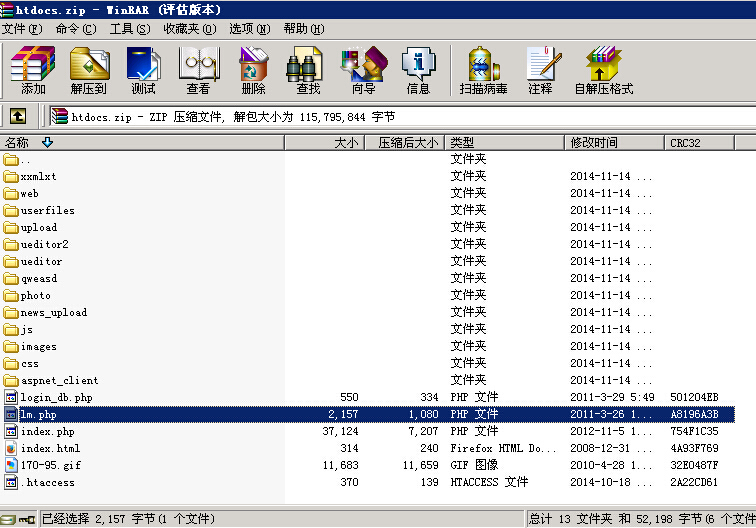 htdocs.zip - WinRAR (评估版本)
文件(F) 命令(C) 工具(S) 收藏夹(O) 选项(N) 帮助(H)
添加 解压到 测试 查看 删除 查找 向导 信息 扫描病毒 注释 自解压格式
htdocs.zip - ZIP 压缩文件, 解包大小为 115,795,844 字节
名称 大小 压缩后大小 类型 修改时间 CRC32
.. 文件夹
xxmlxt 文件夹 2014-11-14 ...
web 文件夹 2014-11-14 ...
userfiles 文件夹 2014-11-14 ...
upload 文件夹 2014-11-14 ...
ueditor2 文件夹 2014-11-14 ...
ueditor 文件夹 2014-11-14 ...
qweasd 文件夹 2014-11-14 ...
photo 文件夹 2014-11-14 ...
news_upload 文件夹 2014-11-14 ...
js 文件夹 2014-11-14 ...
images 文件夹 2014-11-14 ...
css 文件夹 2014-11-14 ...
aspnet_client 文件夹 2014-11-14 ...
login_db.php 550 334 PHP 文件 2011-3-29 5:49 501204EB
lm.php 2,157 1,080 PHP 文件 2011-3-26 1... A8196A3B
index.php 37,124 7,207 PHP 文件 2012-11-5 1... 754F1C35
index.html 314 240 Firefox HTML Do... 2008-12-31 ... 4A93F769
170-95.gif 11,683 11,659 GIF 图像 2010-4-28 1... 32E0487F
.htaccess 370 139 HTACCESS 文件 2014-10-18 ... 2A22CD61
已经选择 2,157 字节(1 个文件) 总计 13 文件夹 和 52,198 字节(6 个文件